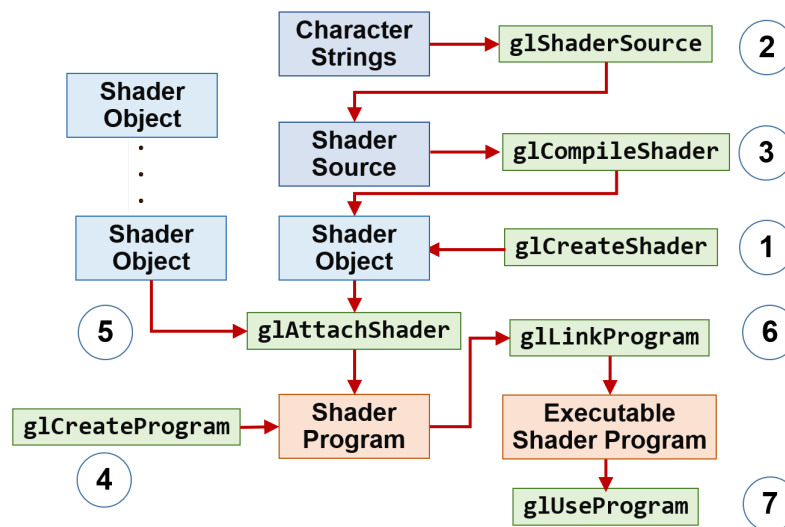 Character
Strings
glShaderSource
2
Shader
Object
Shader
Source
glCompileShader
3
Shader
Object
Shader
Object
glCreateShader
1
5
glAttachShader
glLinkProgram
6
glCreateProgram
Shader
Program
Executable
Shader Program
4
glUseProgram
7